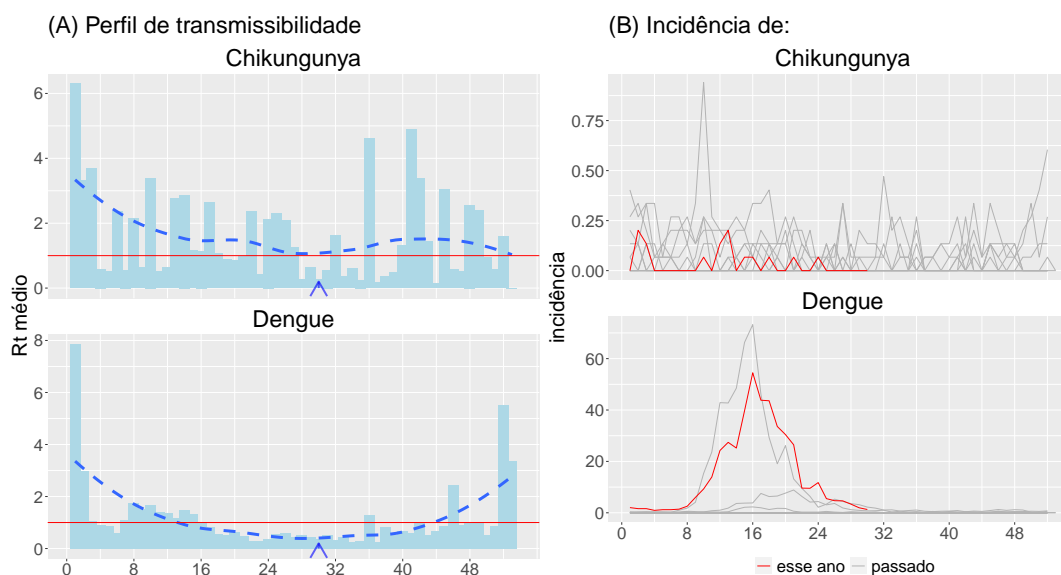 (A) Perfil de transmissibilidade
Chikungunya
6
4
2
0
Dengue
8
6
4
2
0
0 8 16 24 32 40 48
Rt médio
(B) Incidência de:
Chikungunya
0.75
0.50
0.25
0.00
Dengue
60
40
20
0
0 8 16 24 32 40 48
incidência
esse ano passado